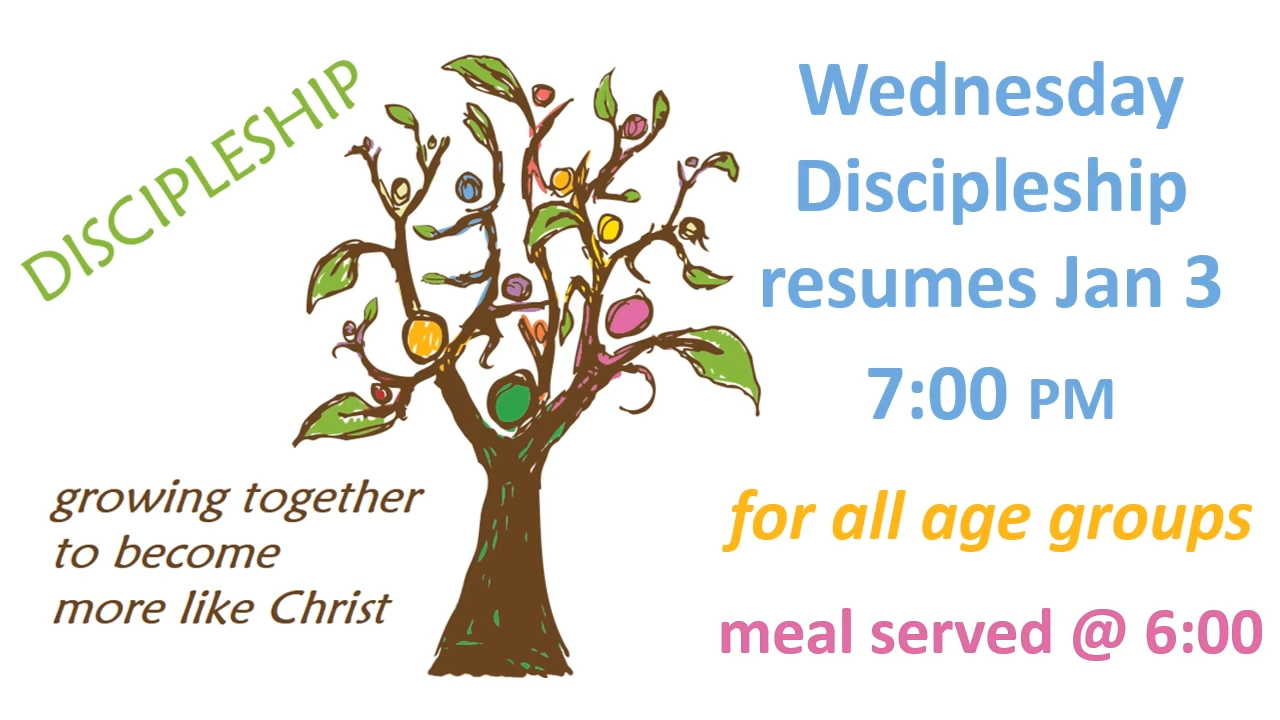 DISCIPLESHIP
growing together
to become
more like Christ
Wednesday
Discipleship
resumes Jan 3
7:00 PM
for all age groups
meal served @ 6:00